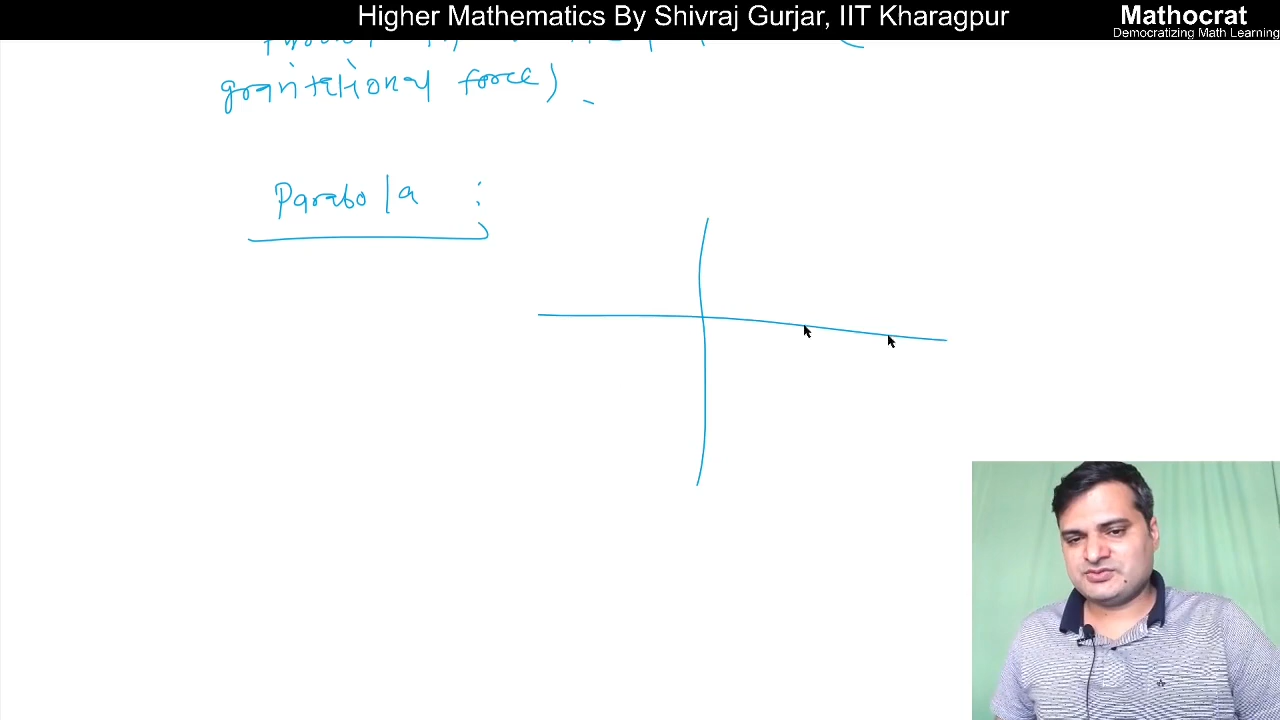 Higher Mathematics By Shivraj Gurjar, IIT Kharagpur
Mathocrat
Democratizing Math Learning
gravitational force).
Parabola :